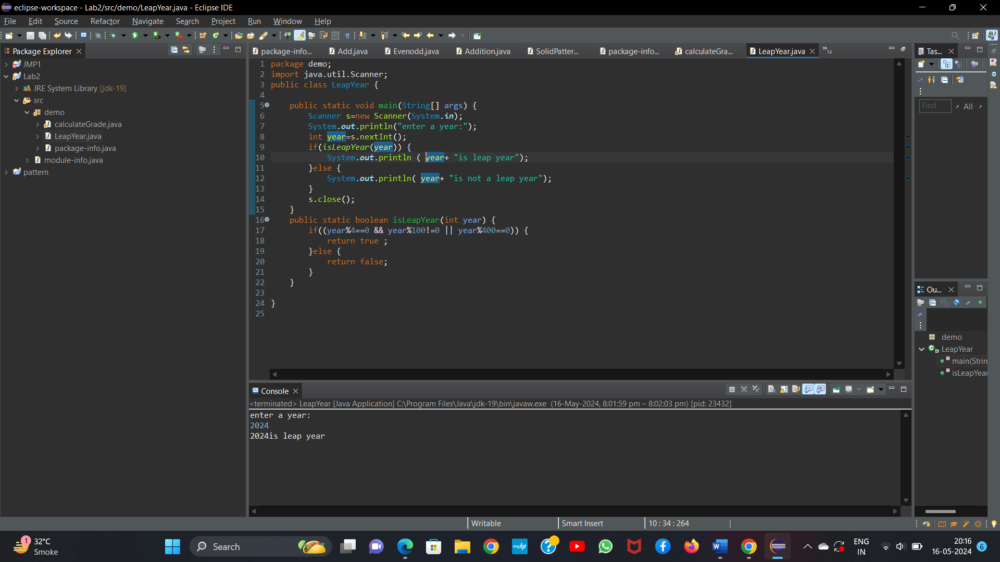 eclipse-workspace - Lab2/src/demo/LeapYear.java - Eclipse IDE
File Edit Source Refactor Navigate Search Project Run Window Help
Package Explorer
JMP1
Lab2
JRE System Library [jdk-19]
src
demo
calculateGrade.java
LeapYear.java
package-info.java
module-info.java
pattern
package-info... Add.java Evenodd.java Addition.java SolidPatter... package-info... calculateGra... LeapYear.java 14
1 package demo;
2 import java.util.Scanner;
3 public class LeapYear {
4
5 public static void main(String[] args) {
6 Scanner s=new Scanner(System.in);
7 System.out.println("enter a year:");
8 int year=s.nextInt();
9 if(isLeapYear(year)) {
10 System.out.println ( year+ "is leap year");
11 }else {
12 System.out.println( year+ "is not a leap year");
13 }
14 s.close();
15 }
16 public static boolean isLeapYear(int year) {
17 if((year%4==0 && year%100!=0 || year%400==0)) {
18 return true ;
19 }else {
20 return false;
21 }
22 }
23
24 }
25
Console
<terminated> LeapYear [Java Application] C:\Program Files\Java\jdk-19\bin\javaw.exe (16-May-2024, 8:01:59 pm – 8:02:03 pm) [pid: 23432]
enter a year:
2024
2024is leap year
Tas...
Find All
Ou...
demo
LeapYear
main(Strin
isLeapYear
Writable Smart Insert 10 : 34 : 264
1
32°C
Smoke
Search
myhp
ENG
IN
20:16
16-05-2024
6